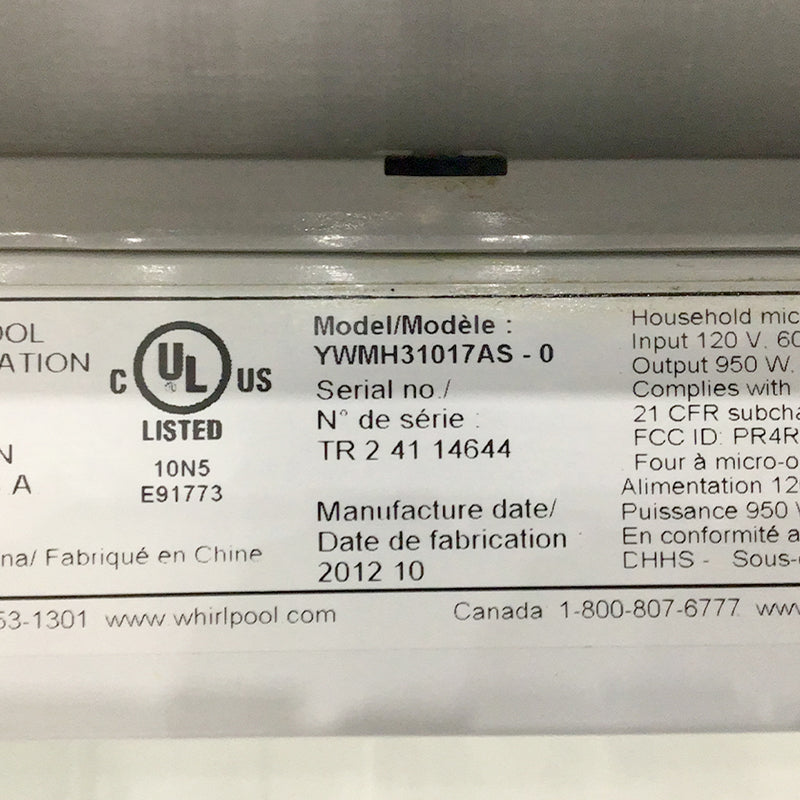 OOL
ATION
C UL US
LISTED
10N5
E91773
N
A
Model/Modèle :
YWMH31017AS - 0
Serial no./
N° de série :
TR 2 41 14644
Manufacture date/
Date de fabrication
2012 10
Household mic
Input 120 V, 60
Output 950 W.
Complies with
21 CFR subcha
FCC ID: PR4R
Four à micro-o
Alimentation 12
Puissance 950
En conformité a
DHHS - Sous-
na/ Fabriqué en Chine
53-1301 www.whirlpool.com Canada 1-800-807-6777 www